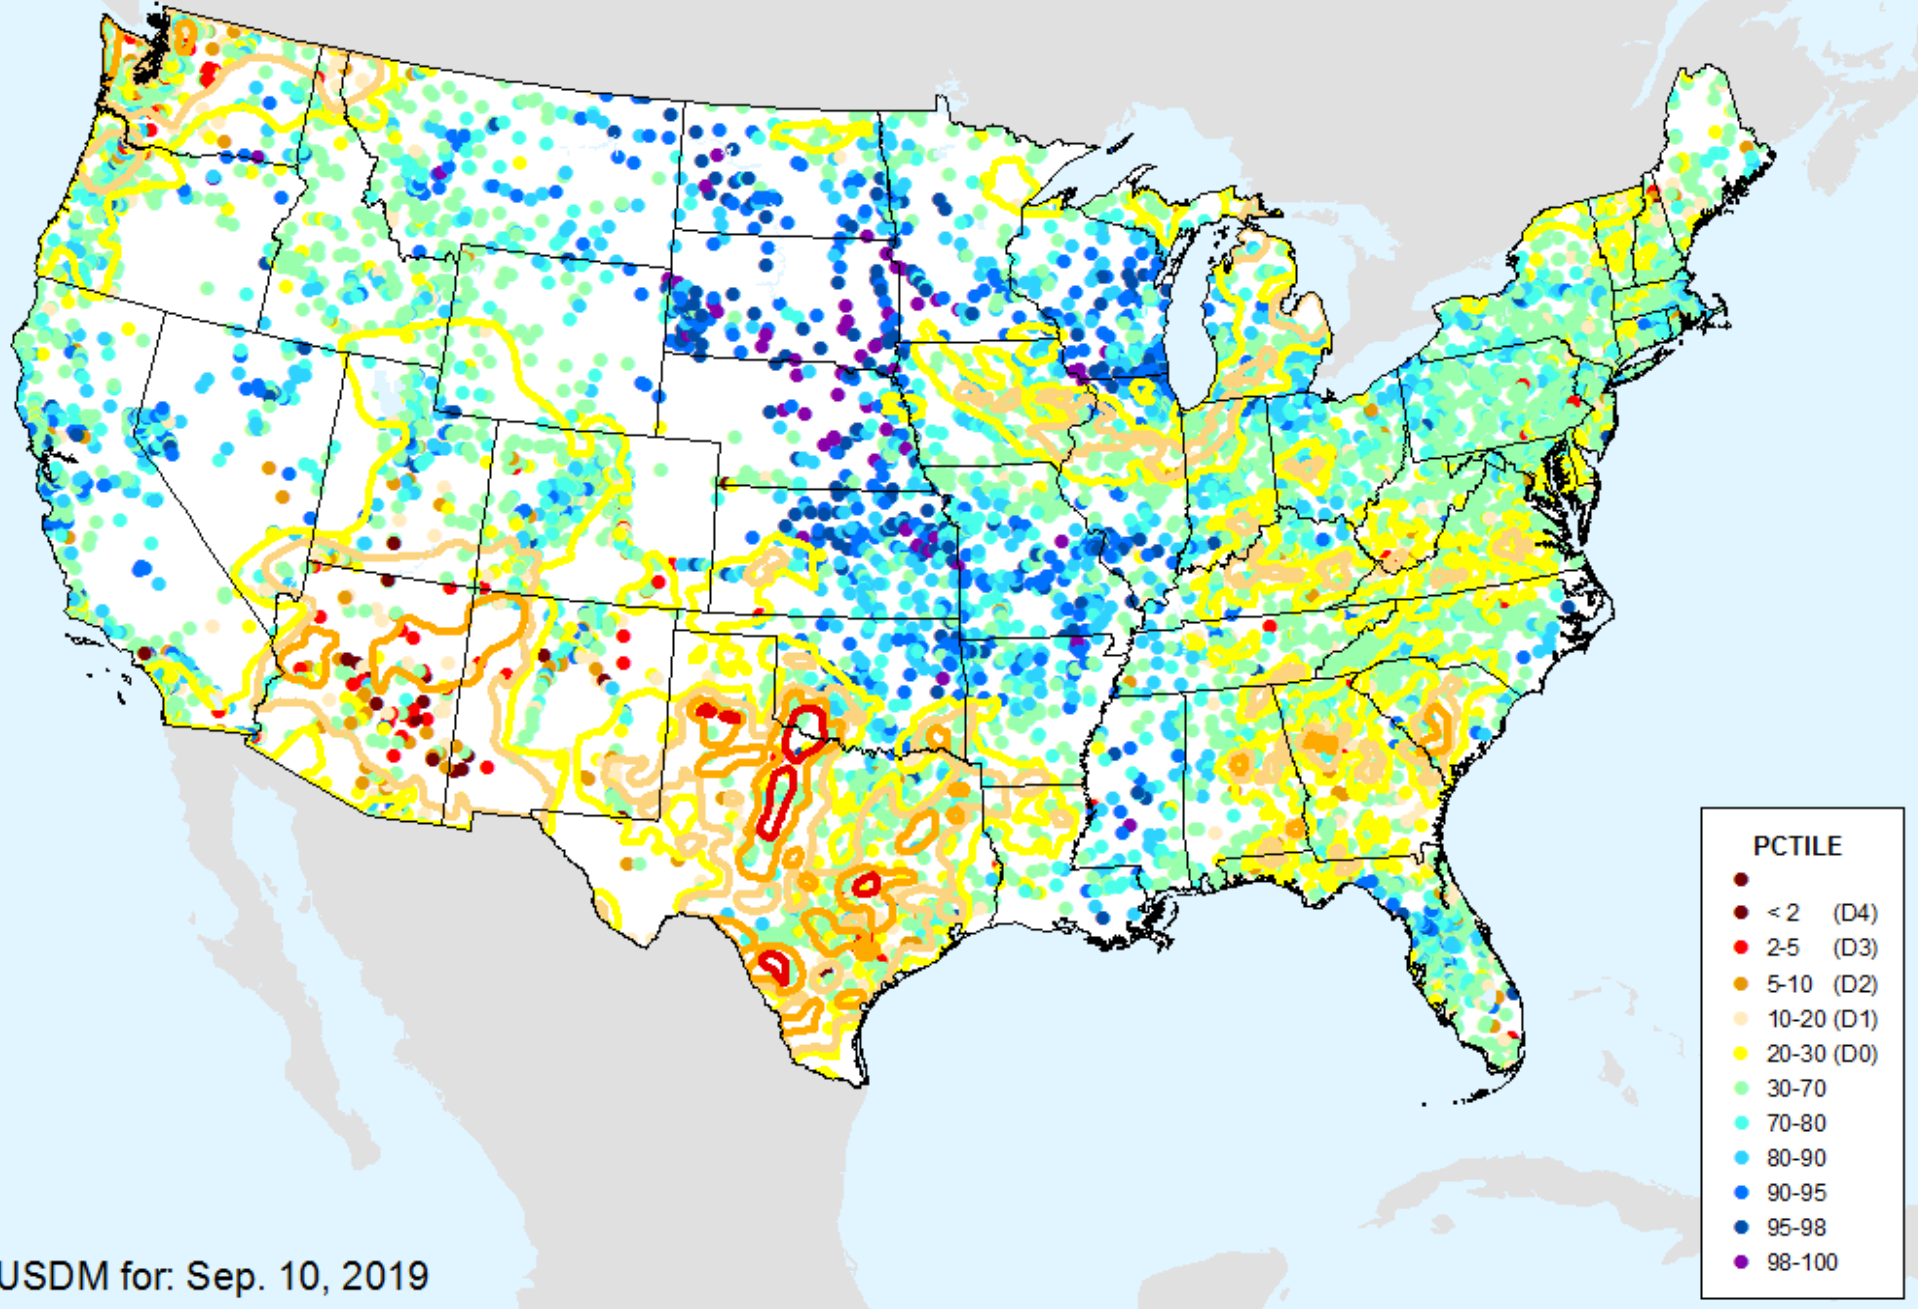 PCTILE
< 2 (D4)
2-5 (D3)
5-10 (D2)
10-20 (D1)
20-30 (D0)
30-70
70-80
80-90
90-95
95-98
98-100
USDM for: Sep. 10, 2019